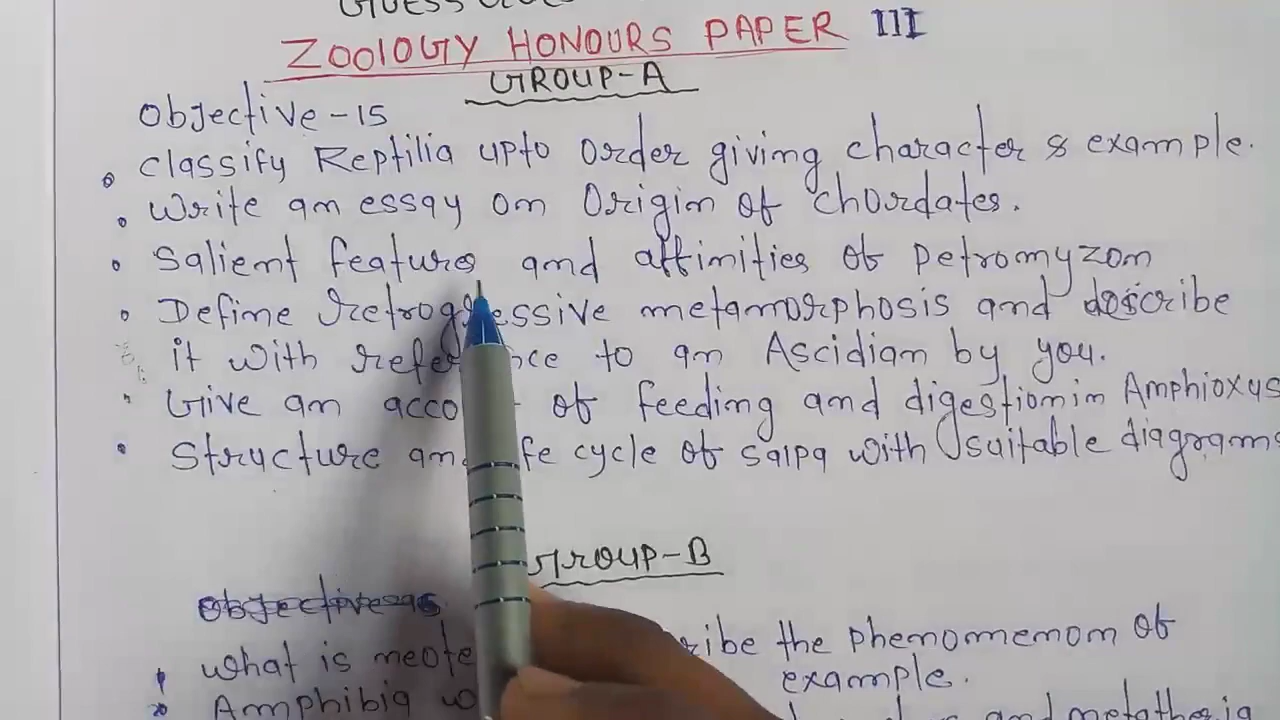 GUESS
ZOOlOGY HONOURS PAPER III
GROUP-A
Objective-15
classify Reptilia upto Order giving character & example.
Write an essay on Origin of Chordates.
Salient features and affinities of Petromyzon
Define retrogressive metamorphosis and describe
it with to an Ascidian by you.
Give an of feeding and digestion in Amphioxus
Structure cycle of salpa with suitable diagrams
Group-B
what is the phenomenon of
example.
Amphibia and metatheria